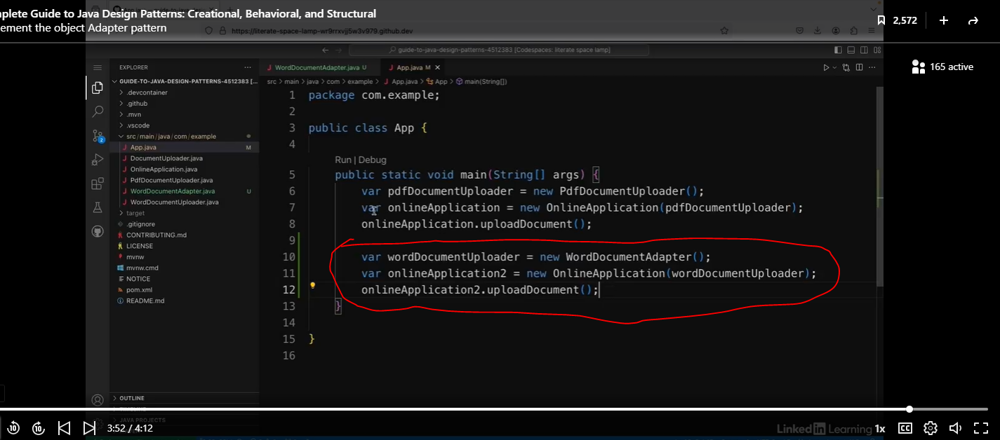 nplete Guide to Java Design Patterns: Creational, Behavioral, and Structural
ement the object Adapter pattern
2,572
https://literate-space-lamp-wr9rrxvjj5w3v979.github.dev
guide-to-java-design-patterns-4512383 [Codespaces: literate space lamp]
165 active
EXPLORER
GUIDE-TO-JAVA-DESIGN-PATTERNS-4512383 [...
.devcontainer
.github
.mvn
.vscode
src/main/java/com/example
App.java M
DocumentUploader.java
OnlineApplication.java
PdfDocumentUploader.java
WordDocumentAdapter.java U
WordDocumentUploader.java
target
.gitignore
CONTRIBUTING.md
LICENSE
mvnw
mvnw.cmd
NOTICE
pom.xml
README.md
OUTLINE
TIMELINE
JAVA PROJECTS
2
WordDocumentAdapter.java U
App.java M
src > main > java > com > example > App.java > App > main(String[])
1 package com.example;
2
3 public class App {
4
Run | Debug
5 public static void main(String[] args) {
6 var pdfDocumentUploader = new PdfDocumentUploader();
7 var onlineApplication = new OnlineApplication(pdfDocumentUploader);
8 onlineApplication.uploadDocument();
9
10 var wordDocumentUploader = new WordDocumentAdapter();
11 var onlineApplication2 = new OnlineApplication(wordDocumentUploader);
12 onlineApplication2.uploadDocument();
13 }
14
15 }
16
10
10
3:52 / 4:12
LinkedIn Learning
1x
CC